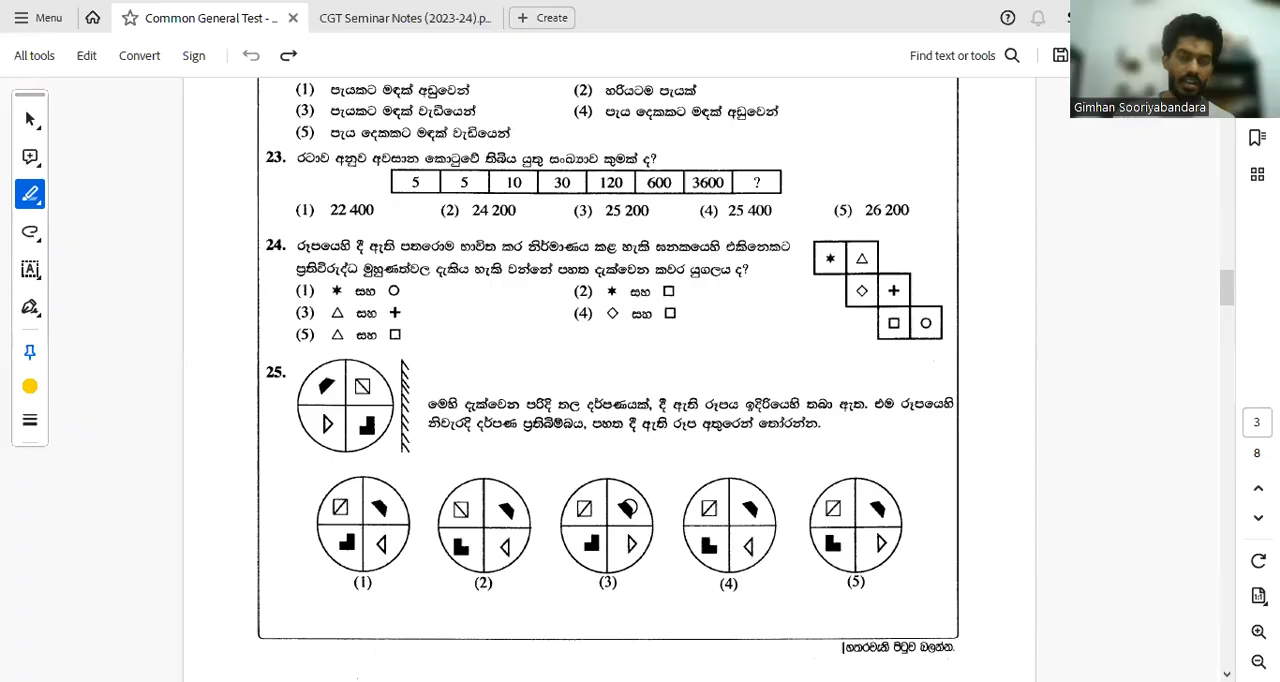 Menu Common General Test - ... CGT Seminar Notes (2023-24).p... Create
All tools Edit Convert Sign Find text or tools
Gimhan Sooriyabandara
(1) පැයකට මඳක් අඩුවෙන් (2) හරියටම පැයක්
(3) පැයකට මඳක් වැඩියෙන් (4) පැය දෙකකට මඳක් අඩුවෙන්
(5) පැය දෙකකට මඳක් වැඩියෙන්
23. රටාව අනුව අවසාන කොටුවේ තිබිය යුතු සංඛ්‍යාව කුමක් ද?
5 5 10 30 120 600 3600 ?
(1) 22 400 (2) 24 200 (3) 25 200 (4) 25 400 (5) 26 200
24. රූපයෙහි දී ඇති පතරොම භාවිත කර නිර්මාණය කළ හැකි ඝනකයෙහි එකිනෙකට
ප්‍රතිවිරුද්ධ මුහුණත්වල දැකිය හැකි වන්නේ පහත දැක්වෙන කවර යුගලය ද?
(1) ✶ සහ ○ (2) ✶ සහ □
(3) △ සහ + (4) ◇ සහ □
(5) △ සහ □
25.
මෙහි දැක්වෙන පරිදි තල දර්පණයක්, දී ඇති රූපය ඉදිරියෙහි තබා ඇත. එම රූපයෙහි
නිවැරදි දර්පණ ප්‍රතිබිම්බය, පහත දී ඇති රූප අතුරෙන් තෝරන්න.
(1) (2) (3) (4) (5)
[හතරවැනි පිටුව බලන්න.
3
8